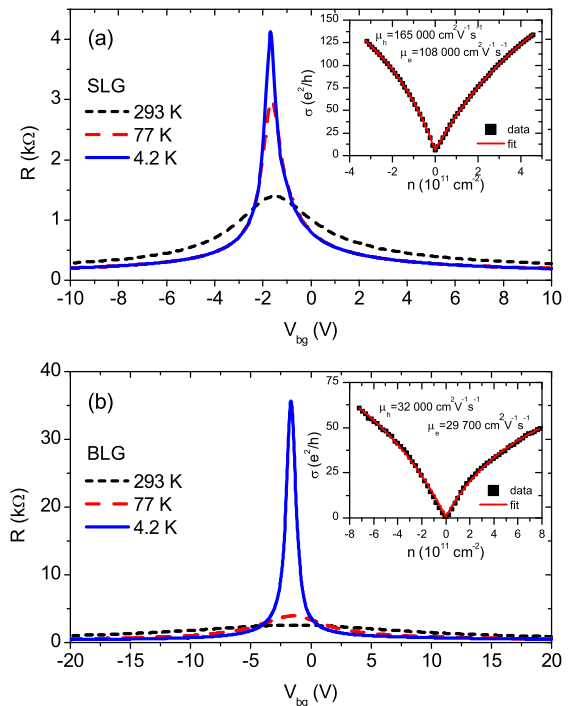 (a)
SLG
293 K
77 K
4.2 K
R (kΩ)
4
3
2
1
0
-10 -8 -6 -4 -2 0 2 4 6 8 10
V_bg (V)
μ_h=165 000 cm²V⁻¹s⁻¹
μ_e=108 000 cm²V⁻¹s⁻¹
σ (e²/h)
150
125
100
75
50
25
0
data
fit
-4 -2 0 2 4
n (10¹¹ cm⁻²)
(b)
BLG
293 K
77 K
4.2 K
R (kΩ)
40
30
20
10
0
-20 -15 -10 -5 0 5 10 15 20
V_bg (V)
μ_h=32 000 cm²V⁻¹s⁻¹
μ_e=29 700 cm²V⁻¹s⁻¹
σ (e²/h)
75
50
25
0
data
fit
-8 -6 -4 -2 0 2 4 6 8
n (10¹¹ cm⁻²)